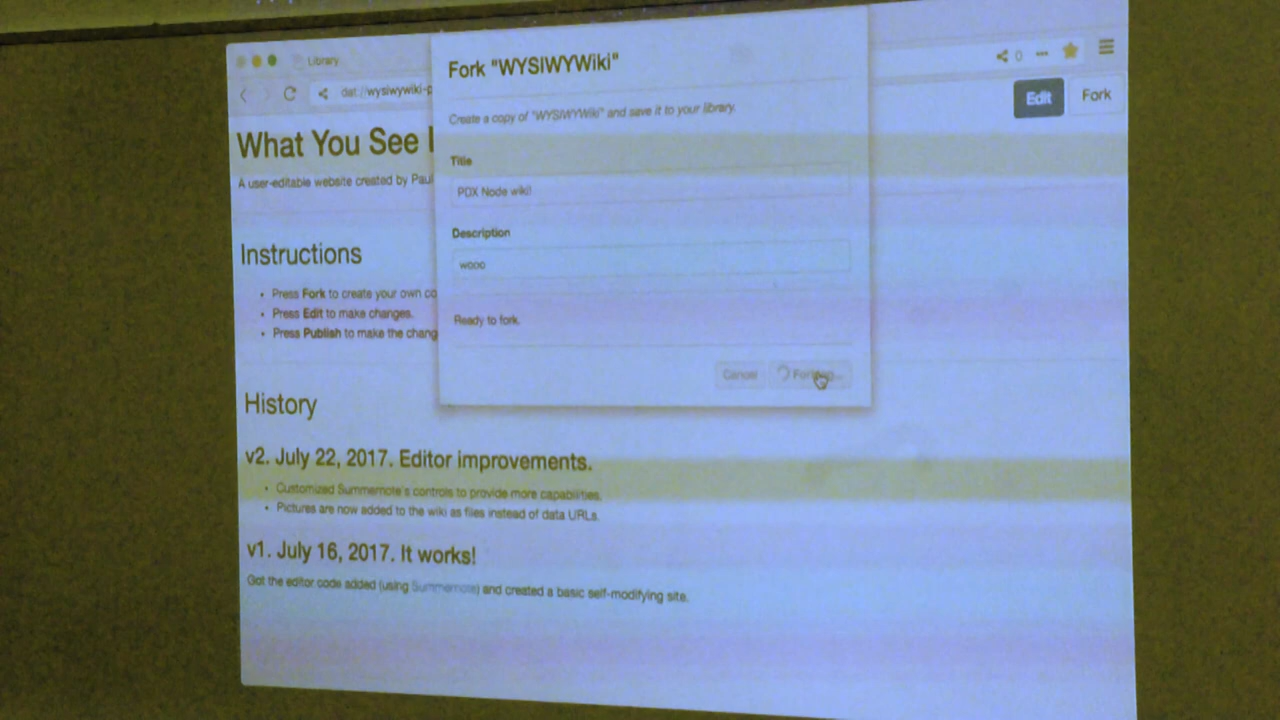 Library
Fork "WYSIWYWiki"
0
dat://wysiwywiki-p
Edit
Fork
Create a copy of "WYSIWYWiki" and save it to your library.
What You See I
A user-editable website created by Paul
Title
PDX Node wiki!
Description
wooo
Instructions
• Press Fork to create your own co
• Press Edit to make changes.
• Press Publish to make the chang
Ready to fork.
Cancel
History
v2. July 22, 2017. Editor improvements.
• Customized Summernote's controls to provide more capabilities.
• Pictures are now added to the wiki as files instead of data URLs.
v1. July 16, 2017. It works!
Got the editor code added (using Summernote) and created a basic self-modifying site.